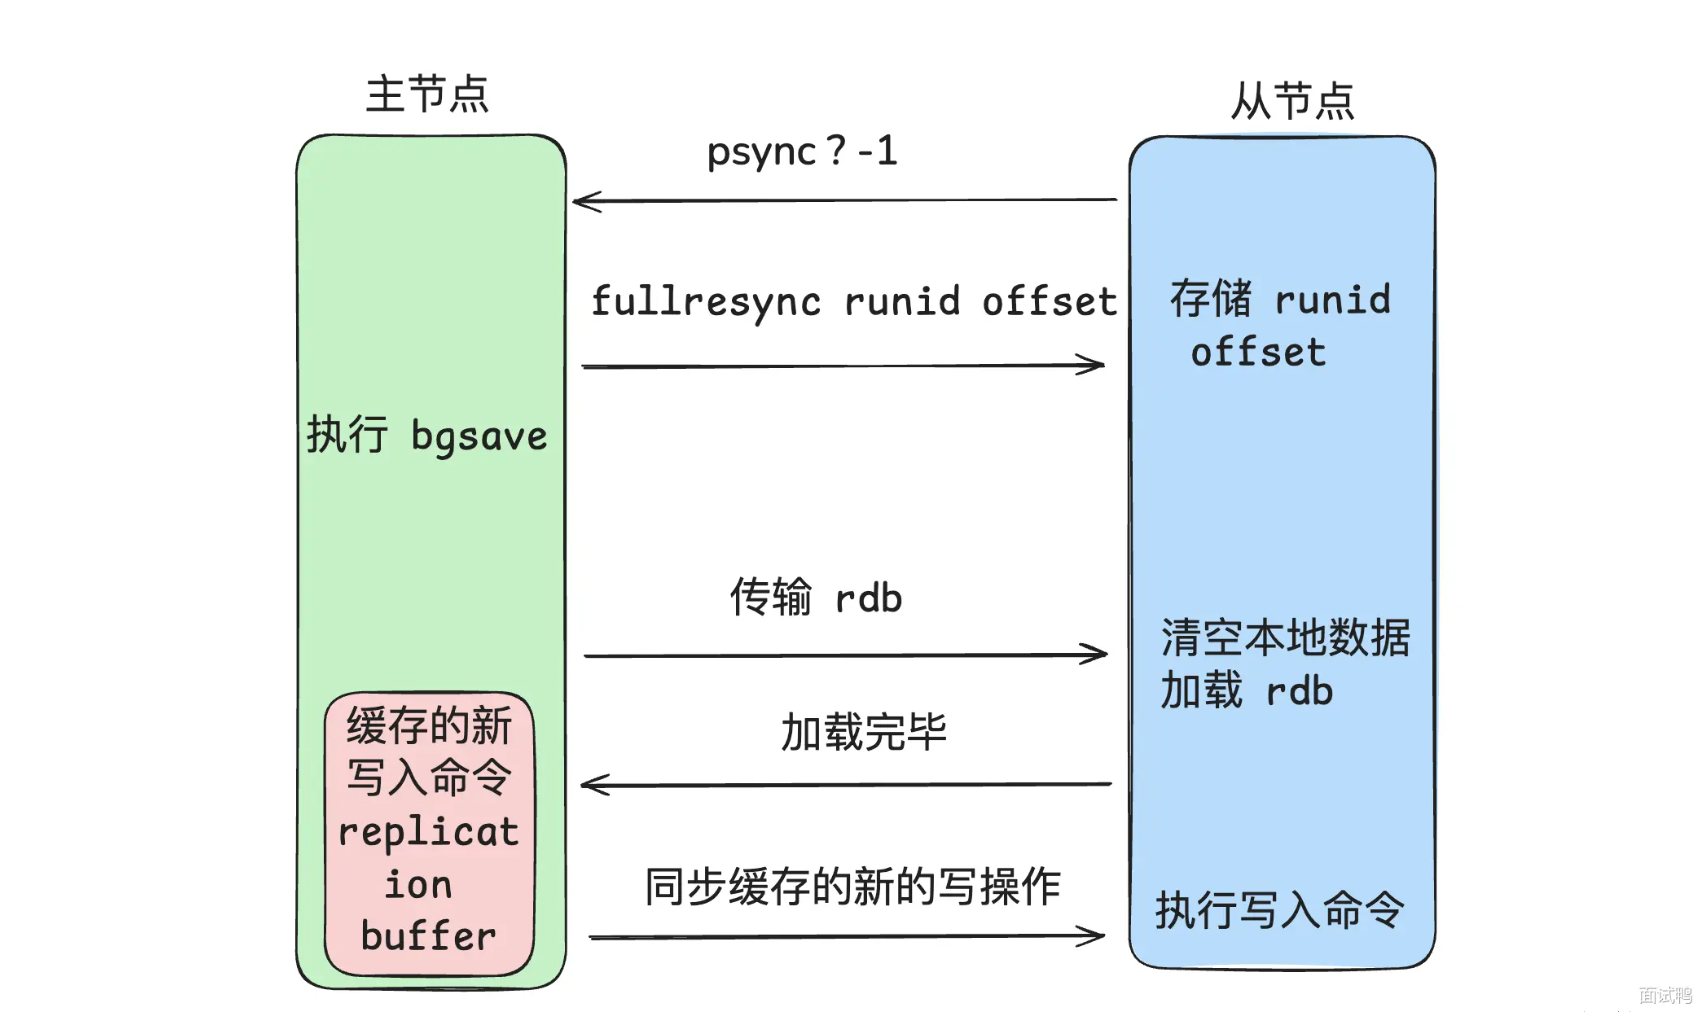 主节点
从节点
psync ? -1
fullresync runid offset
存储 runid
offset
执行 bgsave
传输 rdb
清空本地数据
加载 rdb
缓存的新
写入命令
replicat
ion
buffer
加载完毕
同步缓存的新的写操作
执行写入命令
面试鸭